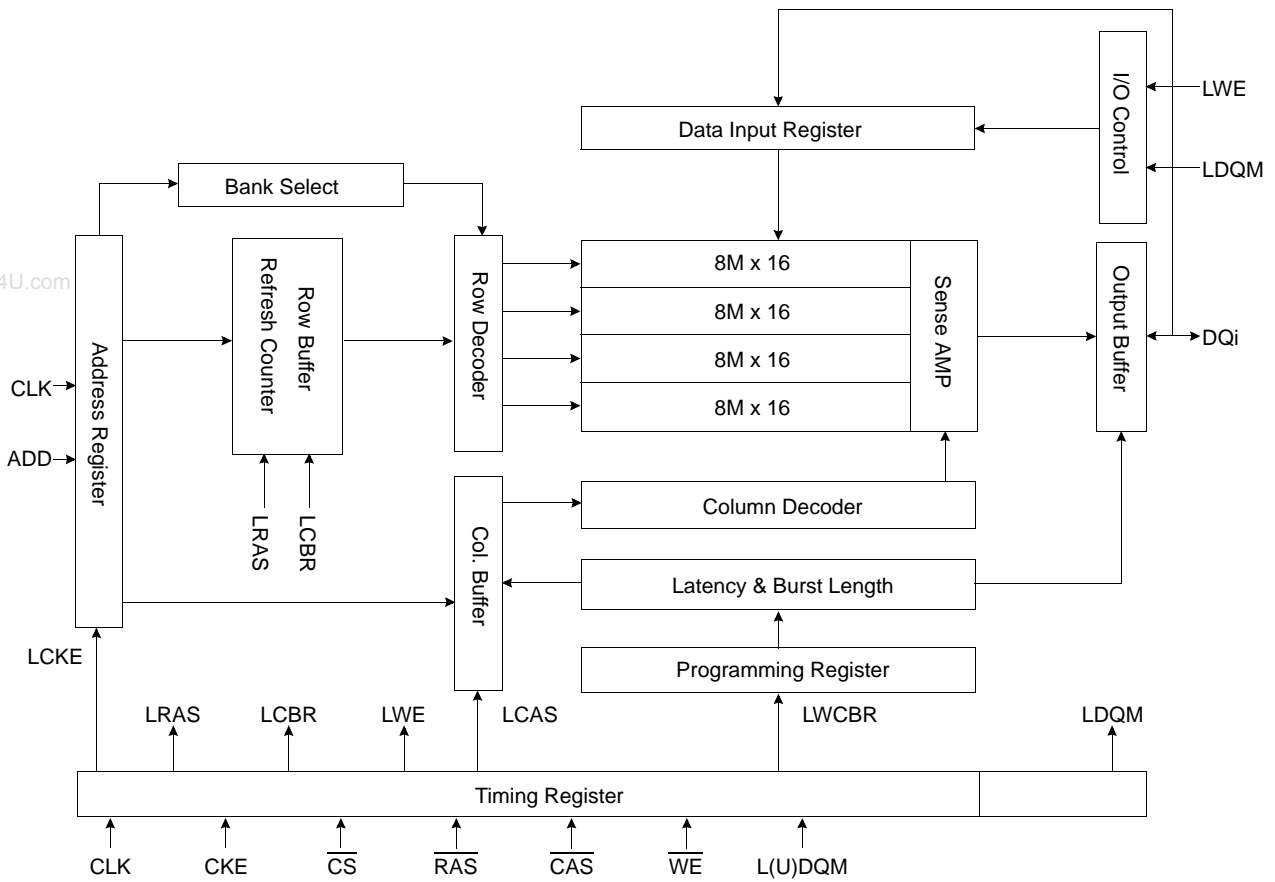 I/O Control
LWE
LDQM
Data Input Register
Bank Select
4U.com
Address Register
Refresh Counter
Row Buffer
Row Decoder
8M x 16
8M x 16
8M x 16
8M x 16
Sense AMP
Output Buffer
DQi
CLK
ADD
LRAS
LCBR
Col. Buffer
Column Decoder
Latency & Burst Length
Programming Register
LCKE
LRAS
LCBR
LWE
LCAS
LWCBR
LDQM
Timing Register
CLK
CKE
CS
RAS
CAS
WE
L(U)DQM